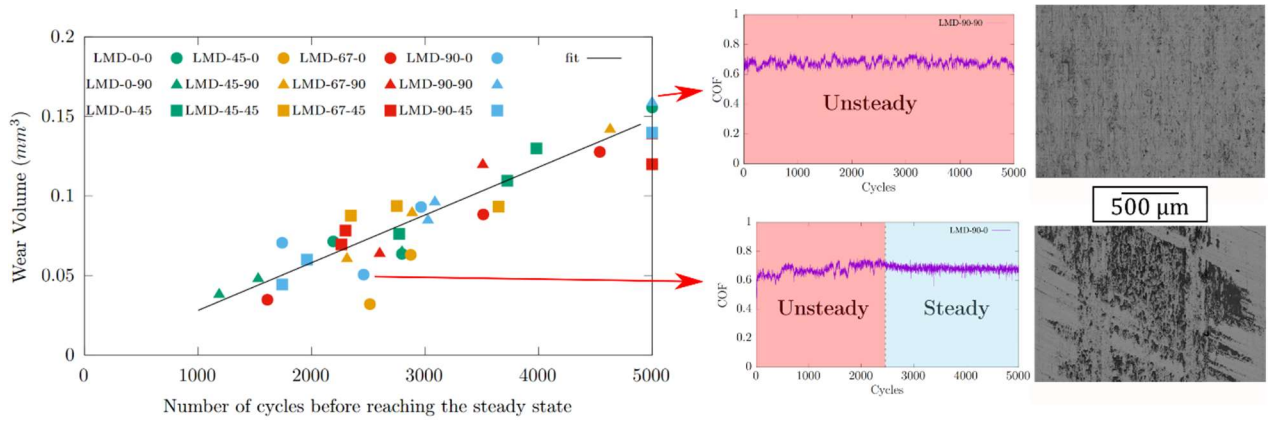 0.2
0.15
0.1
0.05
0
Wear Volume (mm³)
LMD-0-0 LMD-45-0 LMD-67-0 LMD-90-0 fit
LMD-0-90 LMD-45-90 LMD-67-90 LMD-90-90
LMD-0-45 LMD-45-45 LMD-67-45 LMD-90-45
0 1000 2000 3000 4000 5000
Number of cycles before reaching the steady state
1
0.8
0.6
0.4
0.2
0
COF
LMD-90-90
Unsteady
0 1000 2000 3000 4000 5000
Cycles
500 µm
1
0.8
0.6
0.4
0.2
0
COF
LMD-90-0
Unsteady Steady
0 1000 2000 3000 4000 5000
Cycles